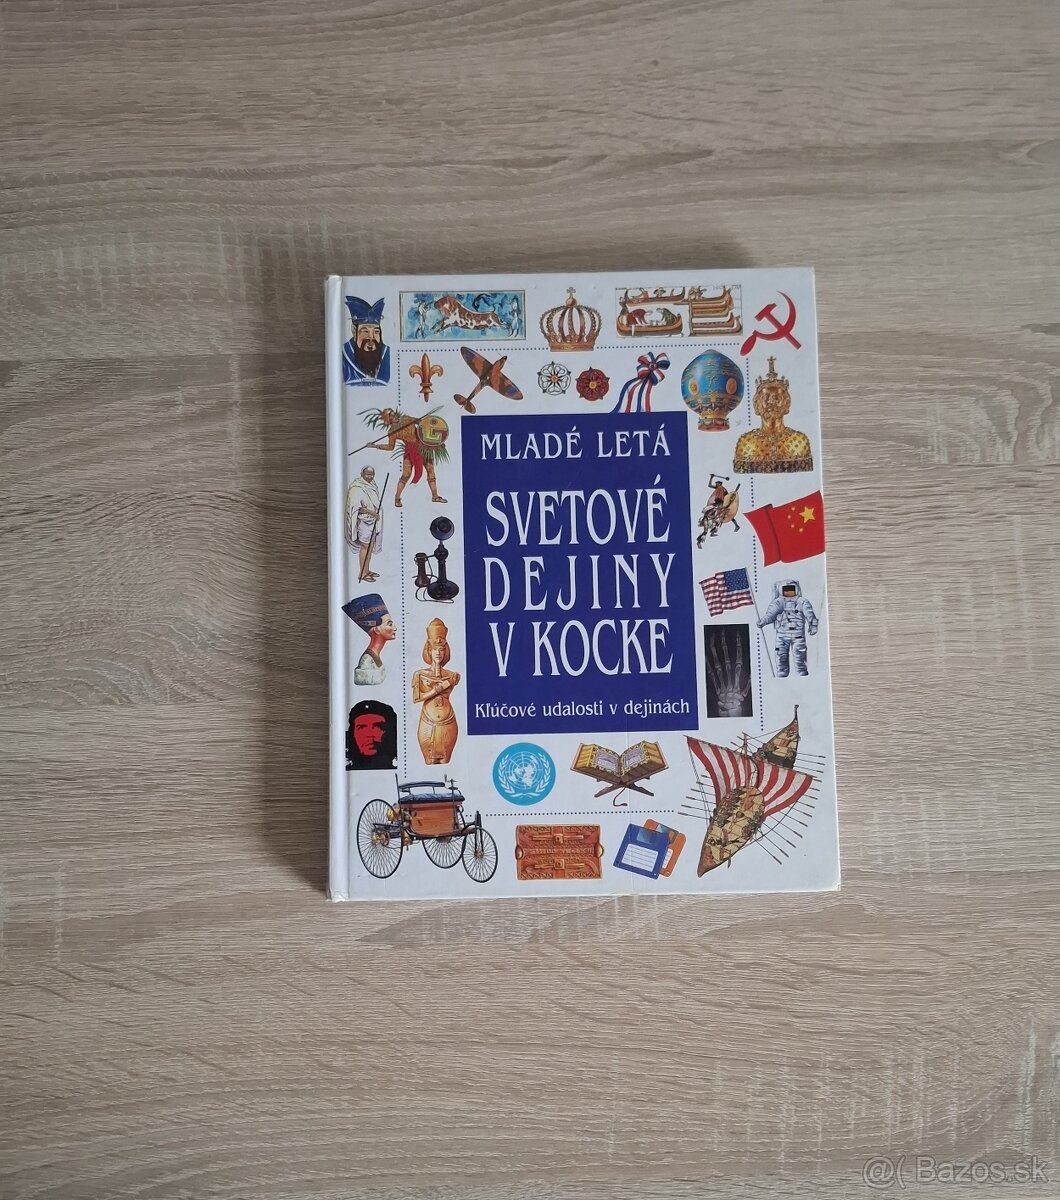 MLADÉ LETÁ
SVETOVÉ
DEJINY
V KOCKE
Kľúčové udalosti v dejinách
@( Bazos.sk